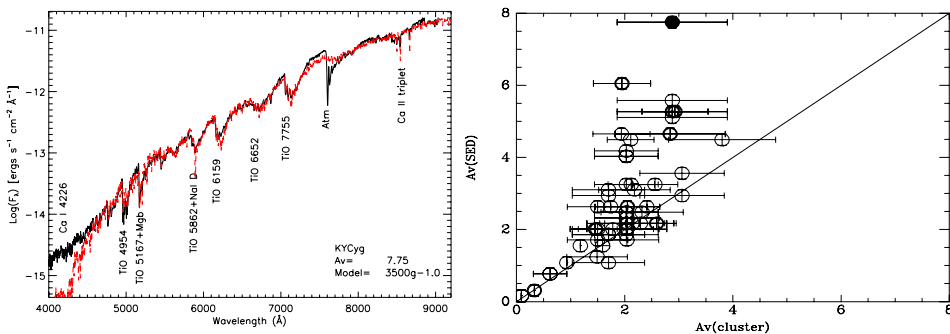 -11
-12
-13
-14
-15
Log(Fλ) [ergs s⁻¹ cm⁻² Å⁻¹]
Ca I 4226
TiO 4954
TiO 5167+Mgb
TiO 5862+NaI D
TiO 6159
TiO 6652
TiO 7755
Atm
Ca II triplet
KYCyg
Av= 7.75
Model= 3500g-1.0
4000 5000 6000 7000 8000 9000
Wavelength (Å)
8
6
4
2
0
Av(SED)
0 2 4 6 8
Av(cluster)